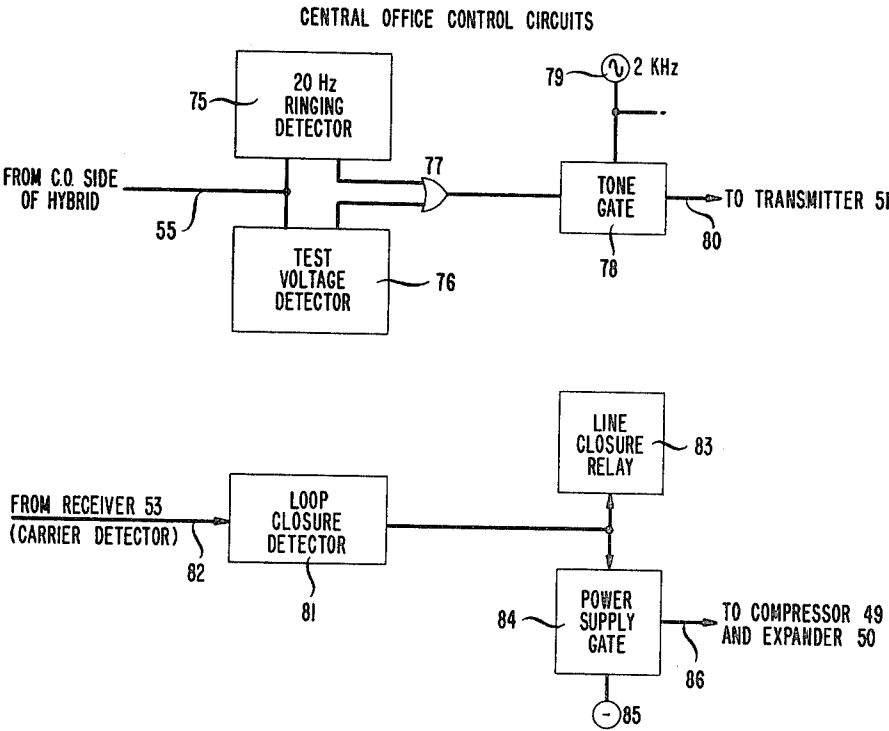 CENTRAL OFFICE CONTROL CIRCUITS
75
20 Hz
RINGING
DETECTOR
79
2 KHz
FROM C.O. SIDE
OF HYBRID
55
77
TONE
GATE
78
TO TRANSMITTER 51
80
TEST
VOLTAGE
DETECTOR
76
LINE
CLOSURE
RELAY
83
FROM RECEIVER 53
(CARRIER DETECTOR)
82
LOOP
CLOSURE
DETECTOR
81
84
POWER
SUPPLY
GATE
TO COMPRESSOR 49
AND EXPANDER 50
86
- 85